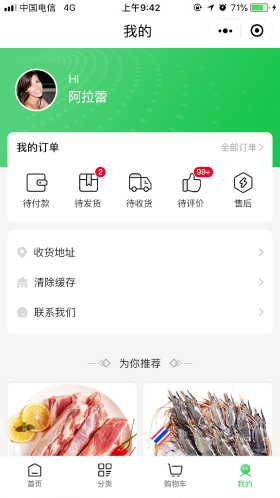 中国电信 4G 上午9:42 71%
我的
Hi
阿拉蕾
我的订单 全部订单
2 99+
待付款 待发货 待收货 待评价 售后
收货地址
清除缓存
联系我们
为你推荐
首页 分类 购物车 我的